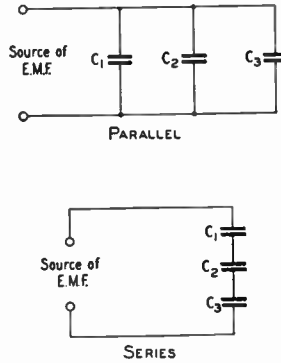 Source of
E.M.F.
C1
C2
C3
PARALLEL
C1
Source of
E.M.F.
C2
C3
SERIES